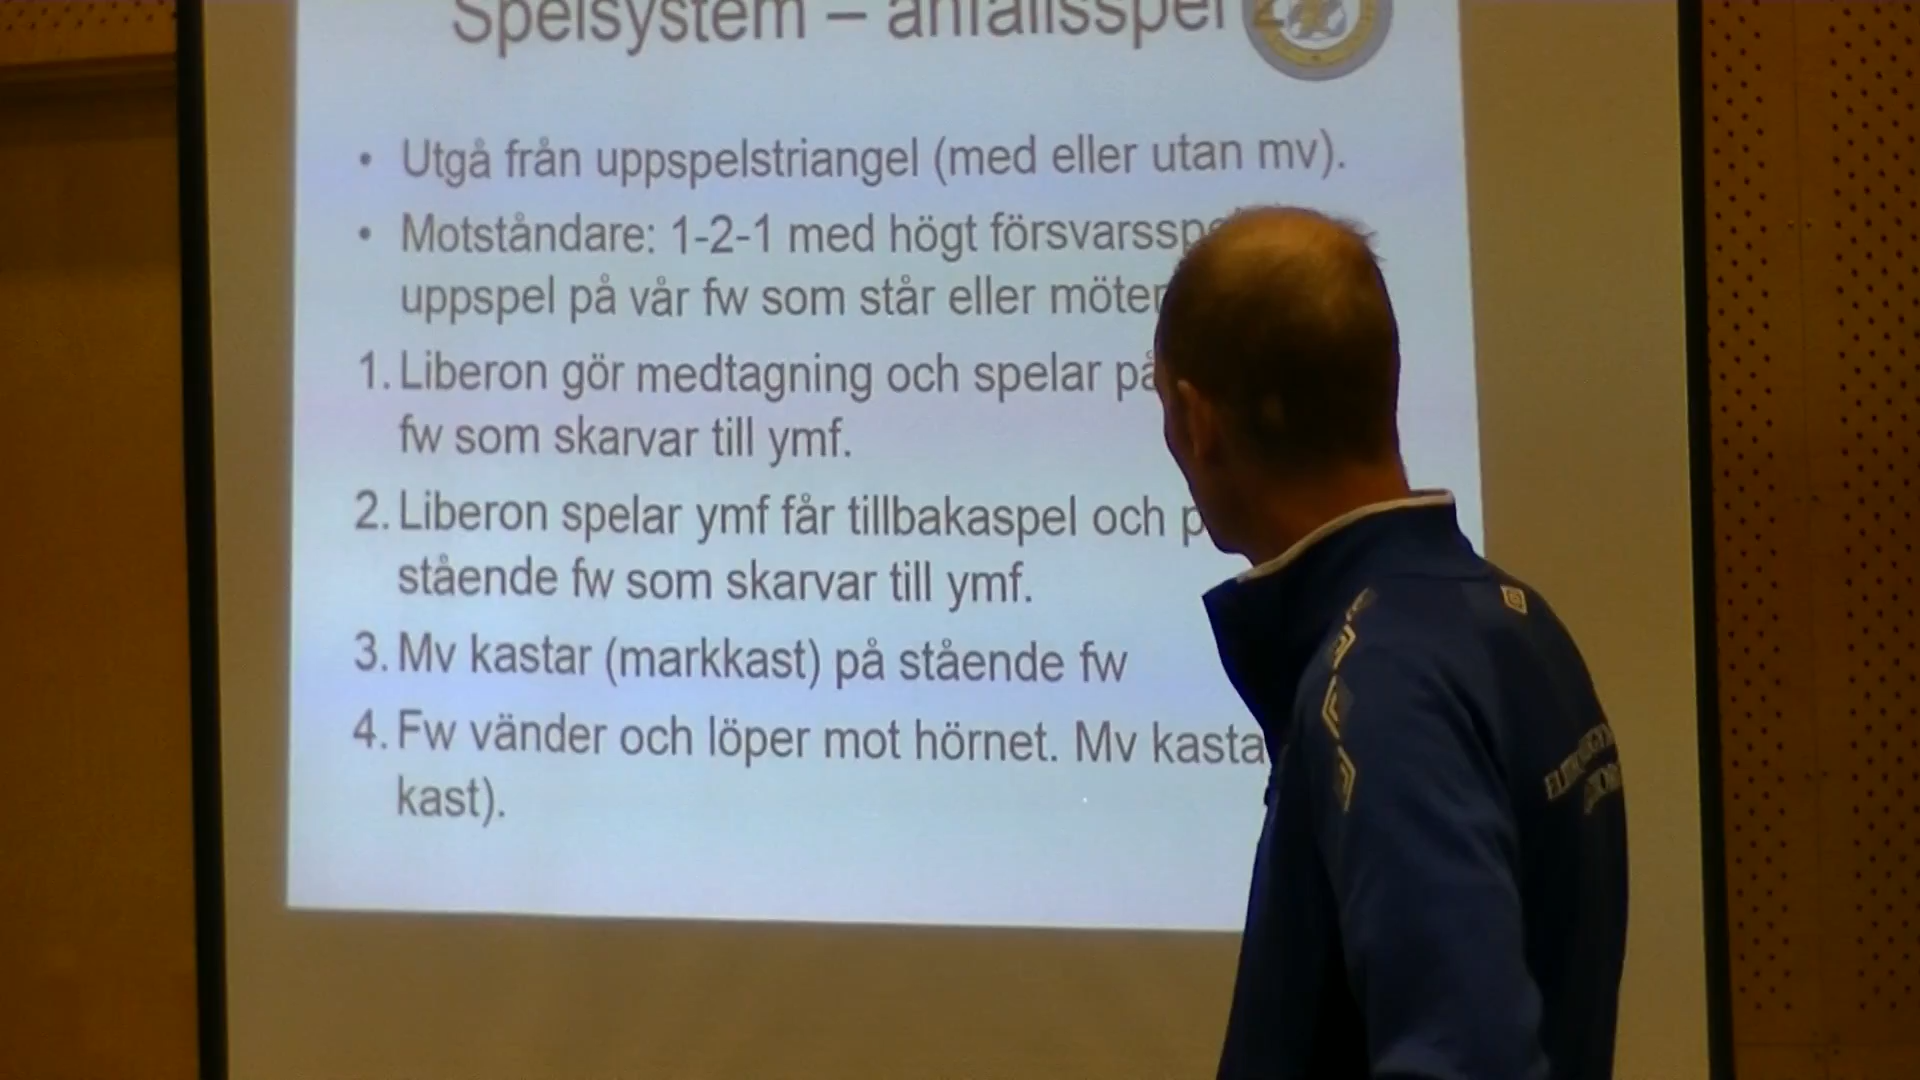 Spelsystem – anfallsspel 2
• Utgå från uppspelstriangel (med eller utan mv).
• Motståndare: 1-2-1 med högt
uppspel på vår fw som står eller möter
1. Liberon gör medtagning och spelar på
fw som skarvar till ymf.
2. Liberon spelar ymf får tillbakaspel och
stående fw som skarvar till ymf.
3. Mv kastar (markkast) på stående fw
4. Fw vänder och löper mot hörnet. Mv
kast).